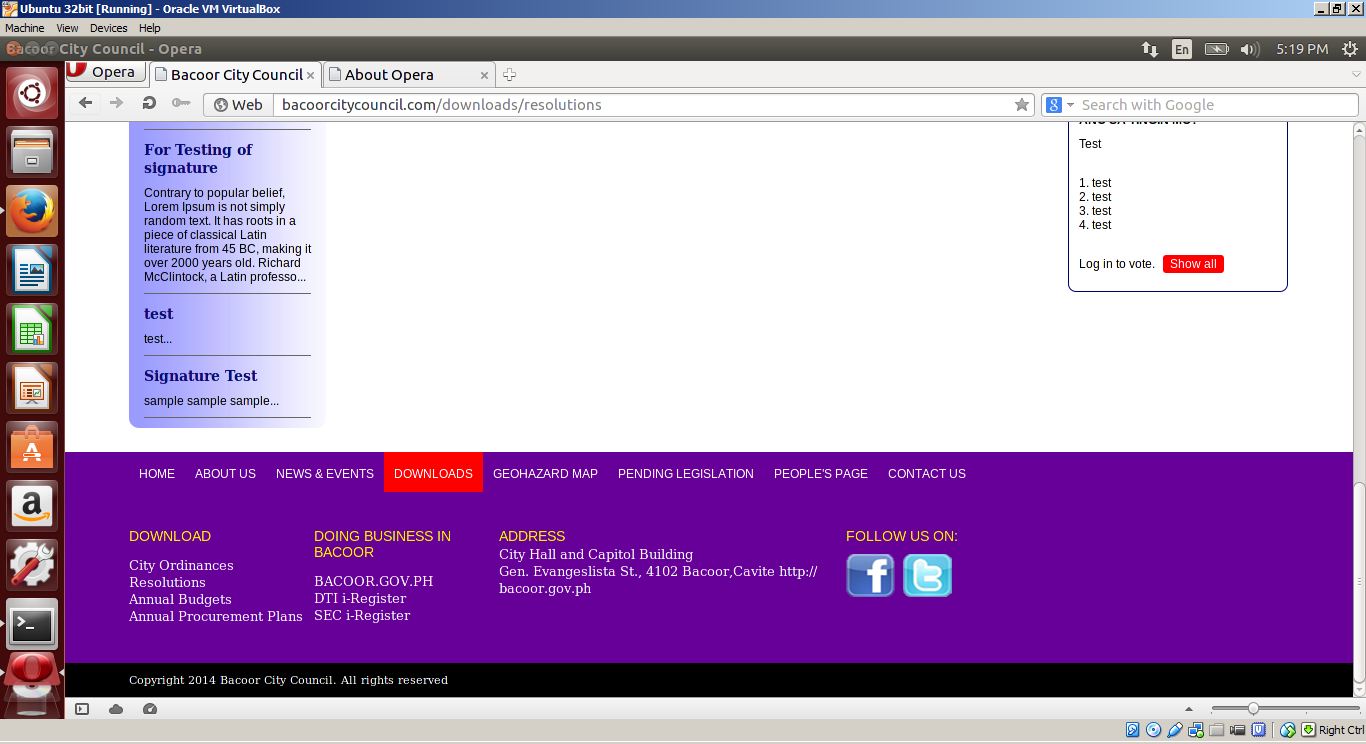 Ubuntu 32bit [Running] - Oracle VM VirtualBox
Machine View Devices Help
Bacoor City Council - Opera
En
5:19 PM
Opera
Bacoor City Council
About Opera
Web
bacoorcitycouncil.com/downloads/resolutions
Search with Google
For Testing of
signature
Contrary to popular belief,
Lorem Ipsum is not simply
random text. It has roots in a
piece of classical Latin
literature from 45 BC, making it
over 2000 years old. Richard
McClintock, a Latin professo...
test
test...
Signature Test
sample sample sample...
Test
1. test
2. test
3. test
4. test
Log in to vote. Show all
HOME ABOUT US NEWS & EVENTS DOWNLOADS GEOHAZARD MAP PENDING LEGISLATION PEOPLE'S PAGE CONTACT US
DOWNLOAD
City Ordinances
Resolutions
Annual Budgets
Annual Procurement Plans
DOING BUSINESS IN
BACOOR
BACOOR.GOV.PH
DTI i-Register
SEC i-Register
ADDRESS
City Hall and Capitol Building
Gen. Evangeslista St., 4102 Bacoor,Cavite http://
bacoor.gov.ph
FOLLOW US ON:
Copyright 2014 Bacoor City Council. All rights reserved
Right Ctrl